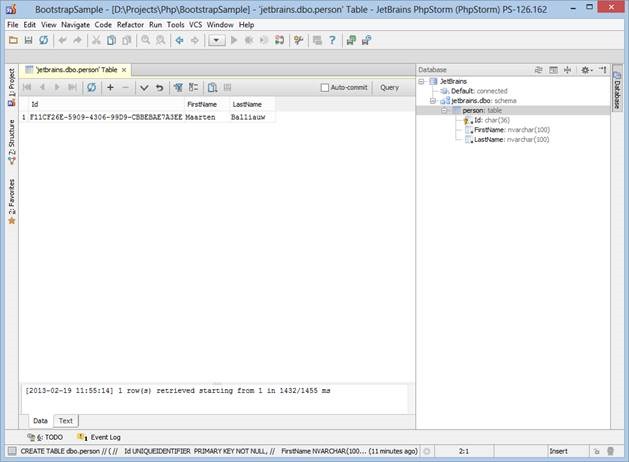 BootstrapSample - [D:\Projects\Php\BootstrapSample] - 'jetbrains.dbo.person' Table - JetBrains PhpStorm (PhpStorm) PS-126.162
File Edit View Navigate Code Refactor Run Tools VCS Window Help
1: Project
2: Structure
2: Favorites
'jetbrains.dbo.person' Table
Auto-commit Query
Id FirstName LastName
1 F11CF26E-5909-4306-99D9-CBBEBAE7A3EE Maarten Balliauw
Database
JetBrains
Default: connected
jetbrains.dbo: schema
person: table
Id: char(36)
FirstName: nvarchar(100)
LastName: nvarchar(100)
Database
[2013-02-19 11:55:14] 1 row(s) retrieved starting from 1 in 1432/1455 ms
Data Text
6: TODO 1 Event Log
CREATE TABLE dbo.person // ( // Id UNIQUEIDENTIFIER PRIMARY KEY NOT NULL, // FirstName NVARCHAR(100... (11 minutes ago) 2:1 Insert